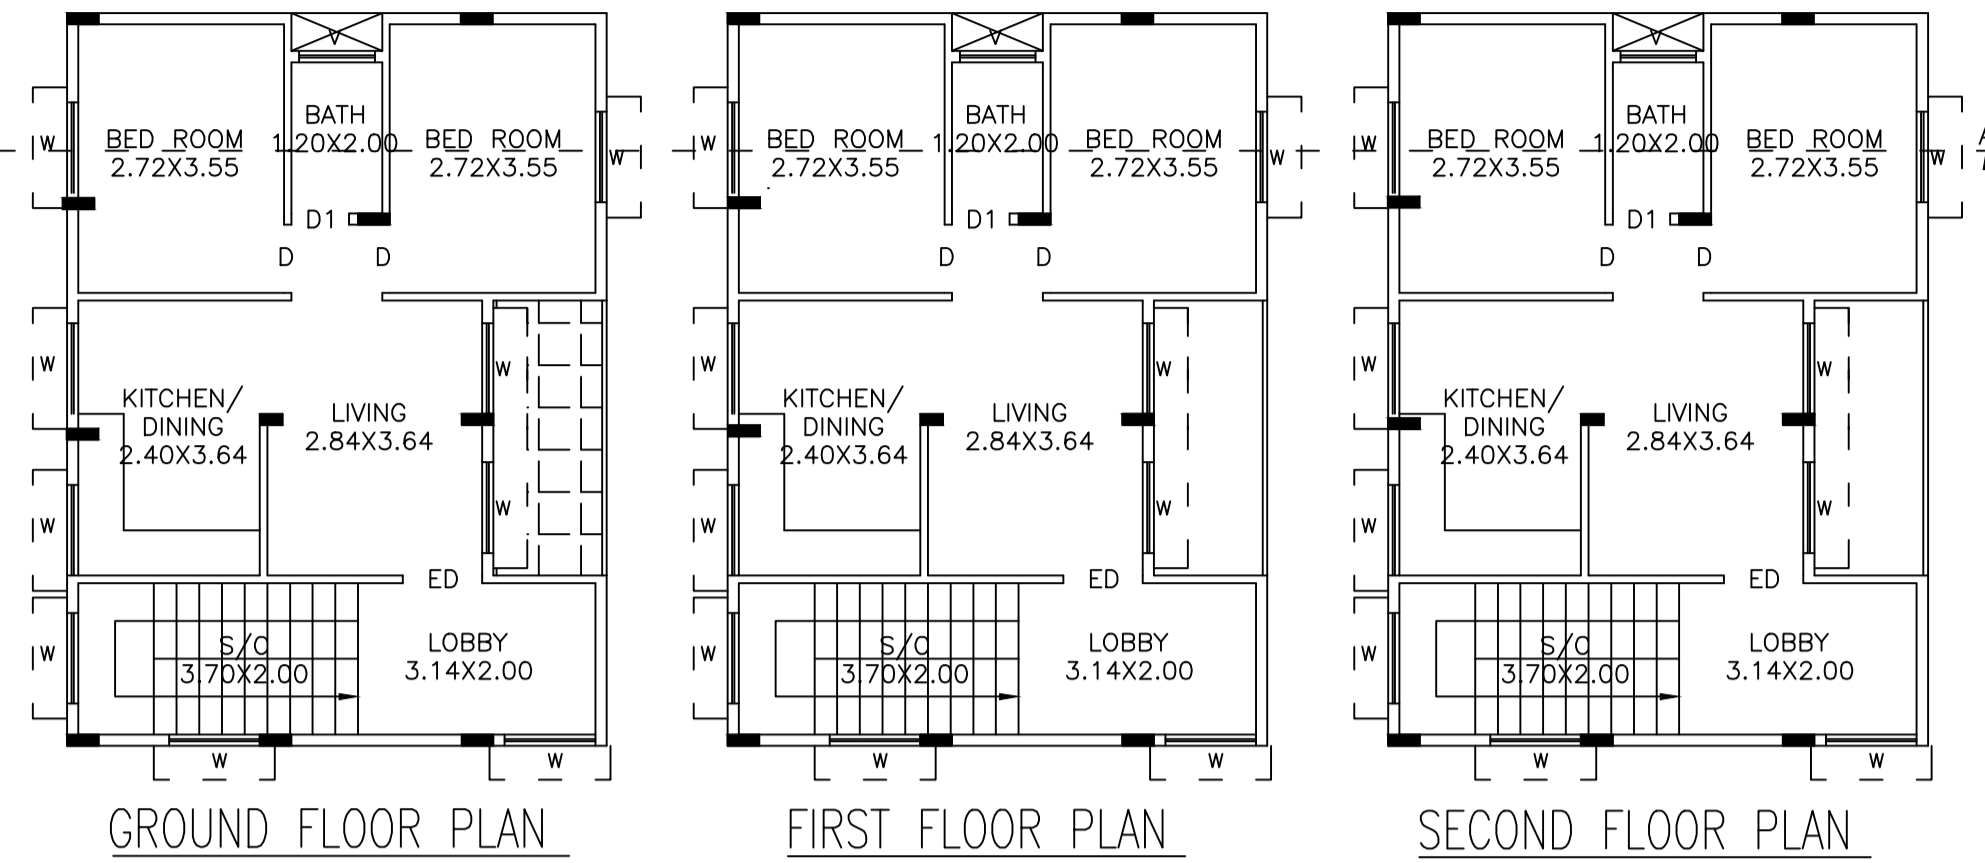 BATH
1.20X2.00
BED ROOM
2.72X3.55
BED ROOM
2.72X3.55
W
W
D1
D
D
W
KITCHEN/
DINING
2.40X3.64
LIVING
2.84X3.64
W
W
W
ED
W
S/C
3.70X2.00
LOBBY
3.14X2.00
W
W
V
GROUND FLOOR PLAN
BATH
1.20X2.00
BED ROOM
2.72X3.55
BED ROOM
2.72X3.55
W
W
D1
D
D
W
KITCHEN/
DINING
2.40X3.64
LIVING
2.84X3.64
W
W
W
ED
W
S/C
3.70X2.00
LOBBY
3.14X2.00
W
W
V
FIRST FLOOR PLAN
BATH
1.20X2.00
BED ROOM
2.72X3.55
BED ROOM
2.72X3.55
W
W
D1
D
D
W
KITCHEN/
DINING
2.40X3.64
LIVING
2.84X3.64
W
W
W
ED
W
S/C
3.70X2.00
LOBBY
3.14X2.00
W
W
V
SECOND FLOOR PLAN